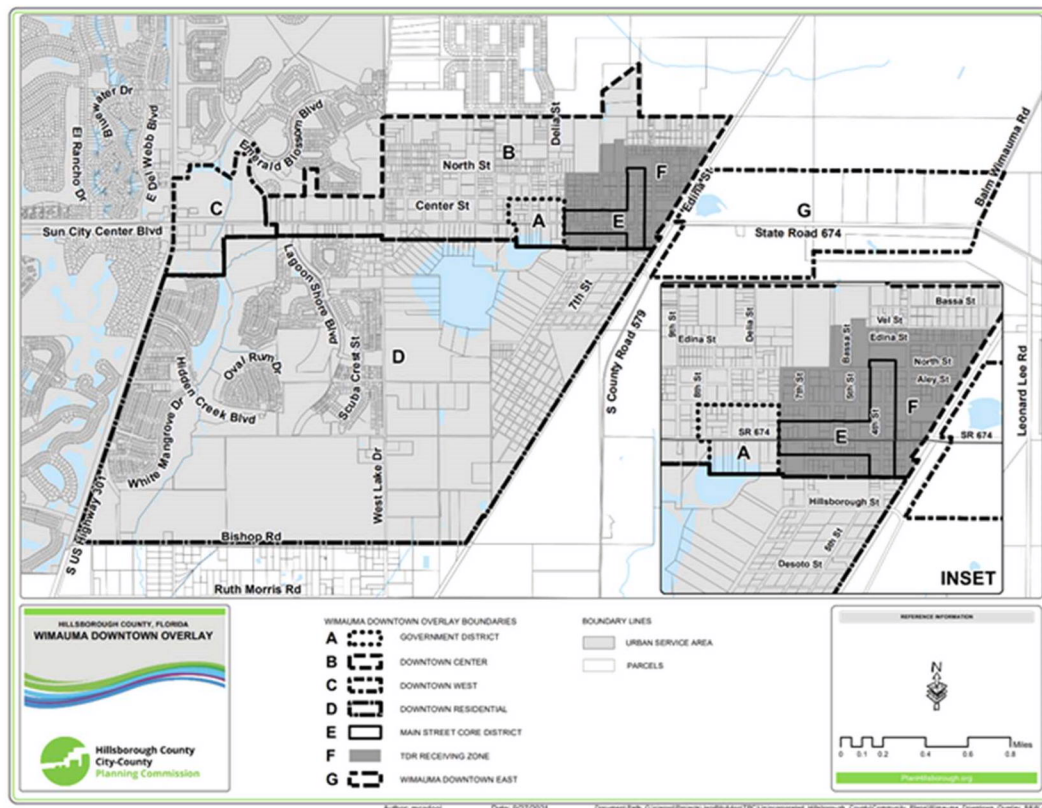 El Rancho Dr
Bluewater Dr
E Del Webb Blvd
Emerald Blossom Blvd
Delia St
B
North St
F
Balm Wimauma Rd
C
Center St
A
E
Edina St
G
Sun City Center Blvd
State Road 674
Lagoon Shore Blvd
7th St
S County Road 579
D
Oval Rum Dr
Scuba Crest St
Hidden Creek Blvd
White Mangrove Dr
West Lake Dr
S US Highway 301
Bishop Rd
Ruth Morris Rd
Leonard Lee Rd
Bassa St
9th St
Delia St
Vel St
Edina St
Bassa St
Edina St
North St
8th St
7th St
5th St
Aley St
4th St
F
SR 674
E
SR 674
A
Hillsborough St
5th St
Desoto St
INSET
HILLSBOROUGH COUNTY, FLORIDA
WIMAUMA DOWNTOWN OVERLAY
Hillsborough County
City-County
Planning Commission
WIMAUMA DOWNTOWN OVERLAY BOUNDARIES
A GOVERNMENT DISTRICT
B DOWNTOWN CENTER
C DOWNTOWN WEST
D DOWNTOWN RESIDENTIAL
E MAIN STREET CORE DISTRICT
F TDR RECEIVING ZONE
G WIMAUMA DOWNTOWN EAST
BOUNDARY LINES
URBAN SERVICE AREA
PARCELS
REFERENCE INFORMATION
N
0 0.1 0.2 0.4 0.6 0.8 Miles
PlanHillsborough.org